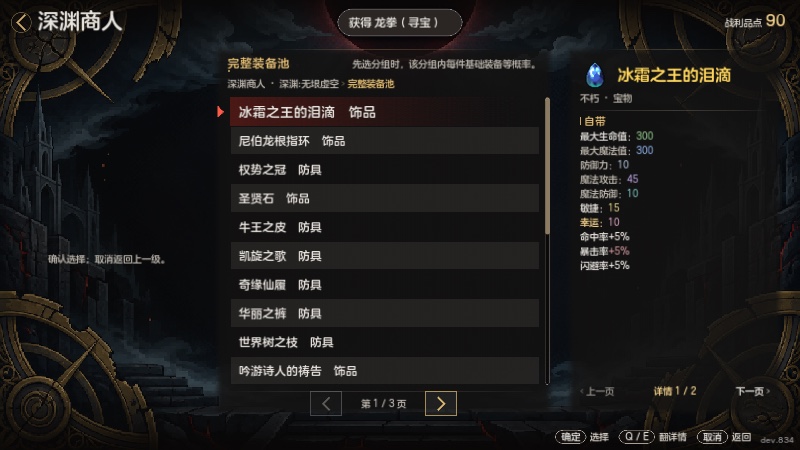 深渊商人
获得 龙拳（寻宝）
战利品点 90
完整装备池
先选分组时，该分组内每件基础装备等概率。
深渊商人 · 深渊:无垠虚空 › 完整装备池
冰霜之王的泪滴 饰品
尼伯龙根指环 饰品
权势之冠 防具
圣贤石 饰品
牛王之皮 防具
凯旋之歌 防具
奇缘仙履 防具
华丽之裤 防具
世界树之枝 防具
吟游诗人的祷告 饰品
第 1 / 3 页
确认选择；取消返回上一级。
冰霜之王的泪滴
不朽 · 宝物
自带
最大生命值：300
最大魔法值：300
防御力：10
魔法攻击：45
魔法防御：10
敏捷：15
幸运：10
命中率+5%
暴击率+5%
闪避率+5%
‹ 上一页
详情 1 / 2
下一页 ›
确定 选择
Q / E 翻详情
取消 返回
dev.834